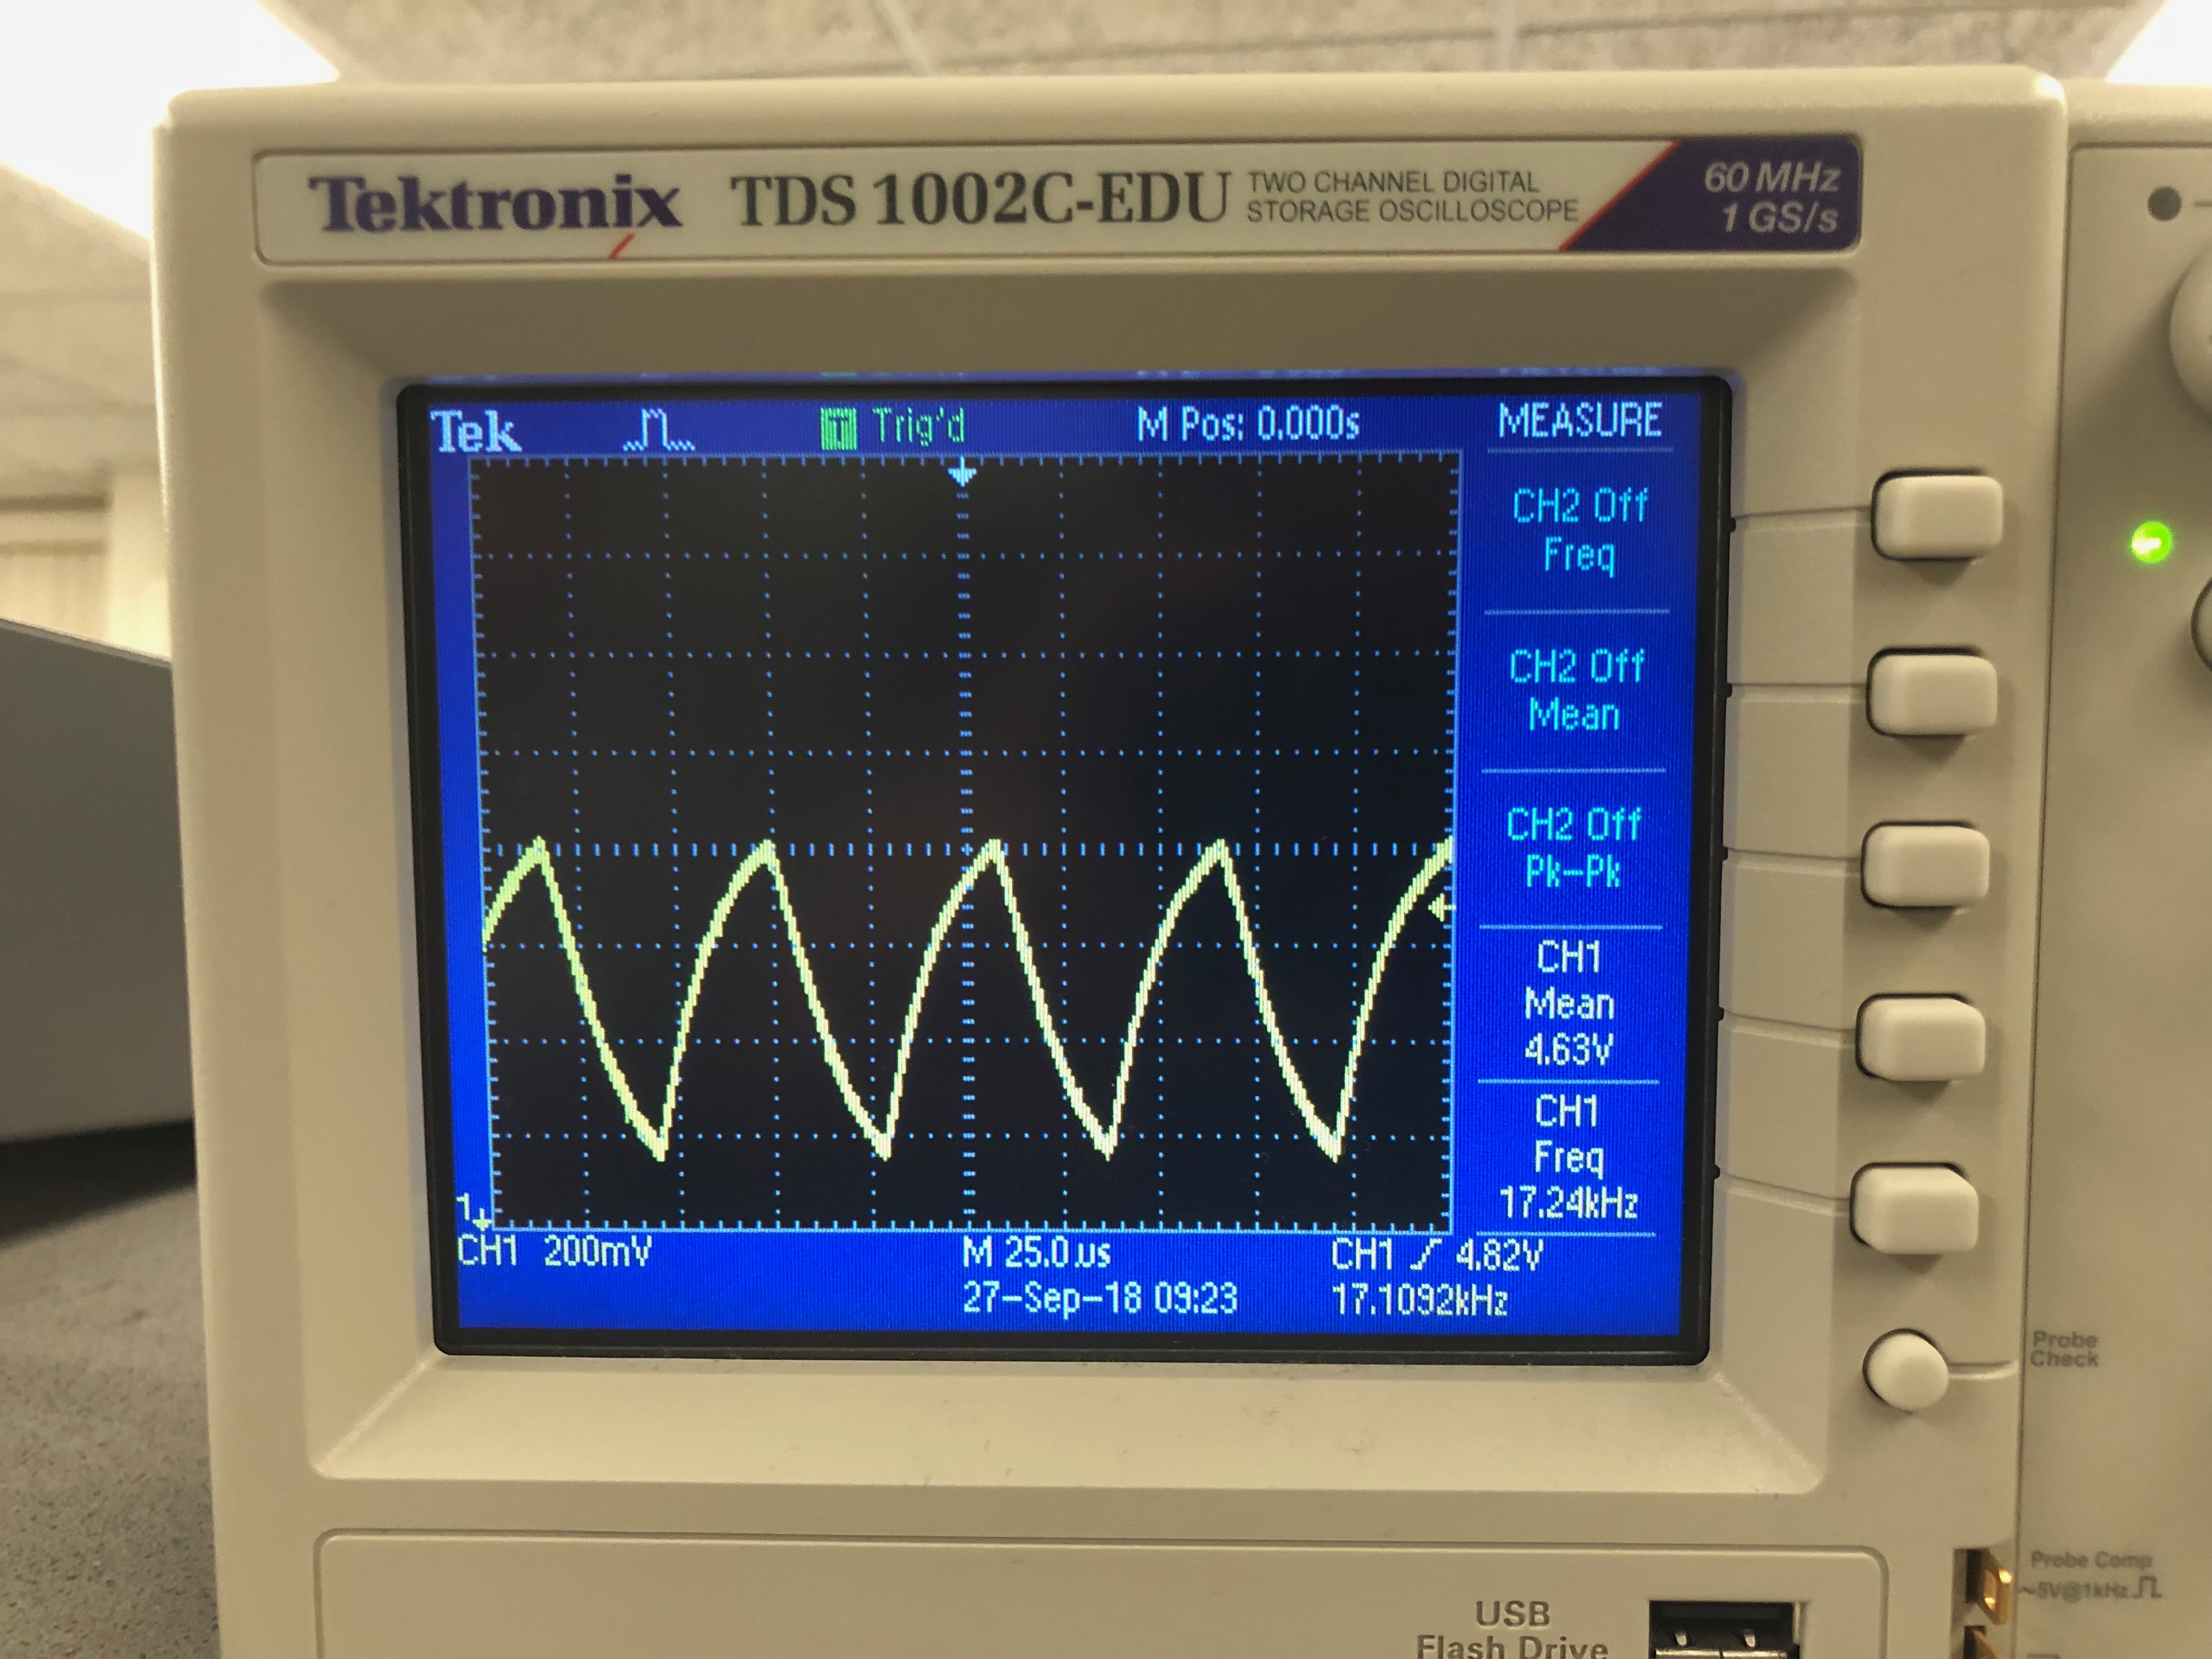 Tektronix TDS 1002C-EDU TWO CHANNEL DIGITAL
STORAGE OSCILLOSCOPE
60 MHz
1 GS/s
Tek
T Trig'd
M Pos: 0.000s
MEASURE
CH2 Off
Freq
CH2 Off
Mean
CH2 Off
Pk-Pk
CH1
Mean
4.63V
CH1
Freq
17.24kHz
1
CH1 200mV
M 25.0µs
CH1 4.82V
27-Sep-18 09:23
17.1092kHz
Probe
Check
Probe Comp
~5V@1kHz
USB
Flash Drive